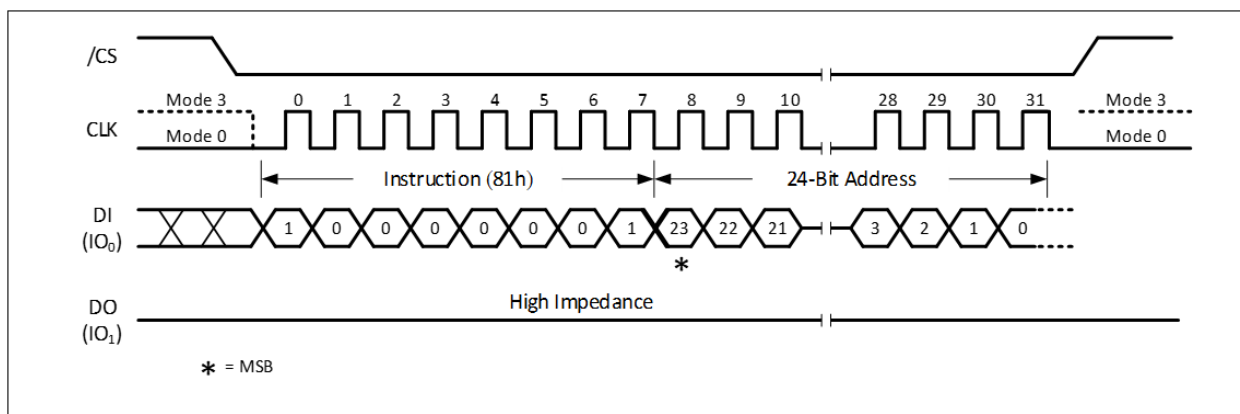 /CS
Mode 3 0 1 2 3 4 5 6 7 8 9 10 28 29 30 31 Mode 3
CLK
Mode 0 Mode 0
Instruction (81h) 24-Bit Address
DI
(IO₀)
1 0 0 0 0 0 0 1 23 22 21 3 2 1 0
*
High Impedance
DO
(IO₁)
* = MSB